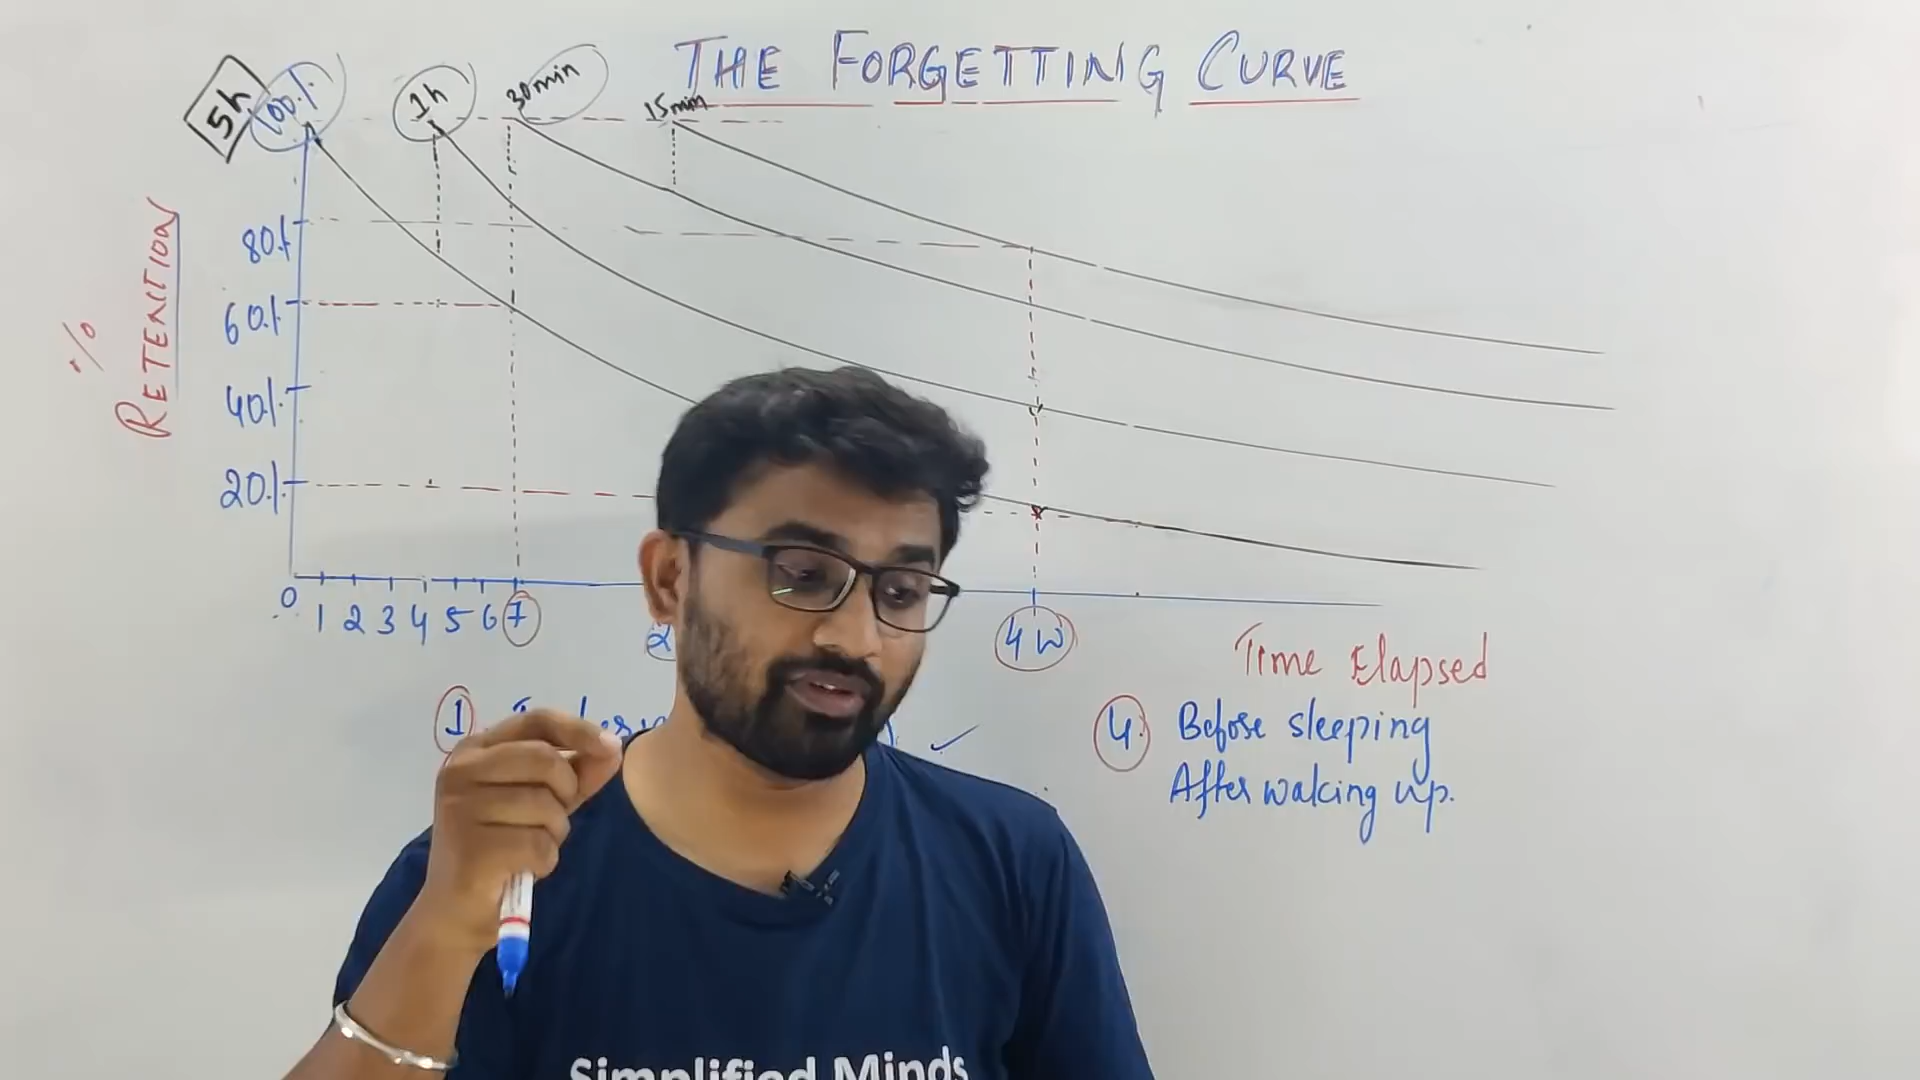 THE FORGETTING CURVE
5h
100%
1h
30min
15min
80%
60%
40%
20%
% RETENTION
0 1 2 3 4 5 6 7
2
4 W
Time Elapsed
1
4. Before sleeping
After waking up.
Simplified Minds